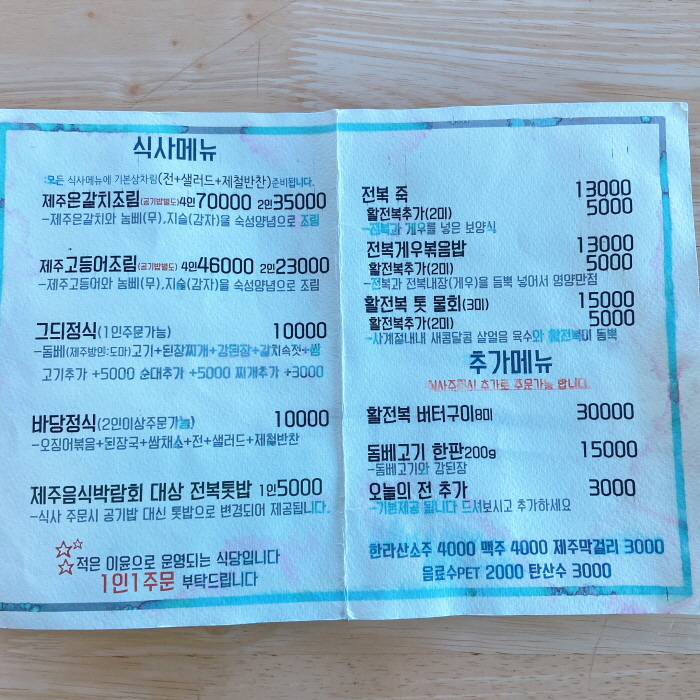 식사메뉴
:모든 식사메뉴에 기본상차림(전+샐러드+제철반찬)준비됩니다.
제주은갈치조림(공기밥별도) 4인70000 2인35000
-제주은갈치와 놈삐(무),지슬(감자)을 숙성양념으로 조림
제주고등어조림(공기밥별도) 4인46000 2인23000
-제주고등어와 놈삐(무),지슬(감자)을 숙성양념으로 조림
그듸정식(1인주문가능) 10000
-돔베(제주방언:도마)고기+된장찌개+강된장+갈치속젓+쌈
고기추가 +5000 순대추가 +5000 찌개추가 +3000
바당정식(2인이상주문가능) 10000
-오징어볶음+된장국+쌈채소+전+샐러드+제철반찬
제주음식박람회 대상 전복톳밥 1인5000
-식사 주문시 공기밥 대신 톳밥으로 변경되어 제공됩니다.
적은 이윤으로 운영되는 식당입니다
1인1주문 부탁드립니다
전복 죽 13000
활전복추가(2미) 5000
-전복과 게우를 넣은 보양식
전복게우볶음밥 13000
활전복추가(2미) 5000
-전복과 전복내장(게우)을 듬뿍 넣어서 영양만점
활전복 톳 물회(3미) 15000
활전복추가(2미) 5000
-사계절내내 새콤달콤 살얼음 육수와 활전복이 듬뿍
추가메뉴
식사주문시 추가로 주문가능 합니다.
활전복 버터구이8미 30000
돔베고기 한판200g 15000
-돔베고기와 강된장
오늘의 전 추가 3000
-기본제공 됩니다 드셔보시고 추가하세요
한라산소주 4000 맥주 4000 제주막걸리 3000
음료수PET 2000 탄산수 3000